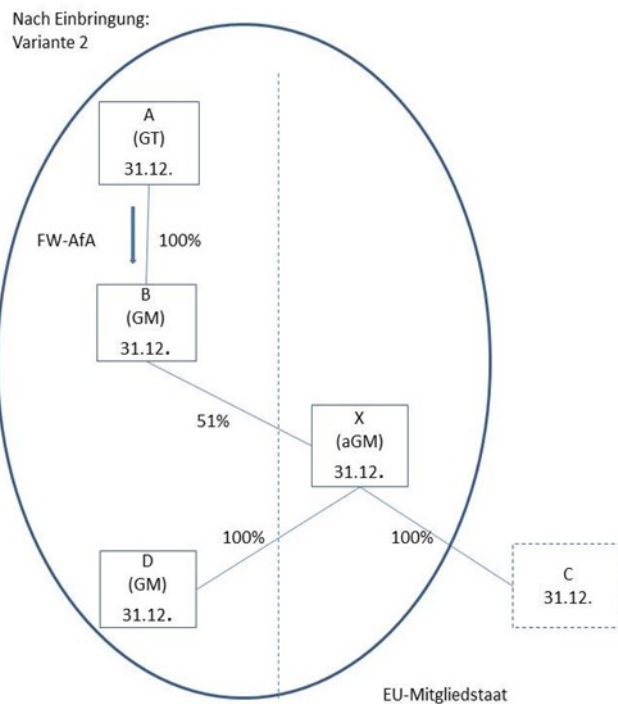 Nach Einbringung:
Variante 2
A
(GT)
31.12.
FW-AfA
100%
B
(GM)
31.12.
51%
X
(aGM)
31.12.
100%
100%
D
(GM)
31.12.
C
31.12.
EU-Mitgliedstaat